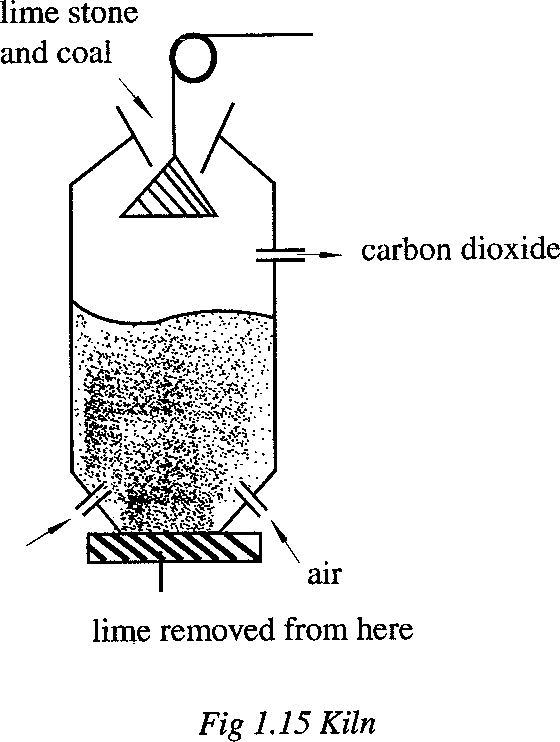 lime stone
and coal
carbon dioxide
air
lime removed from here
Fig 1.15 Kiln